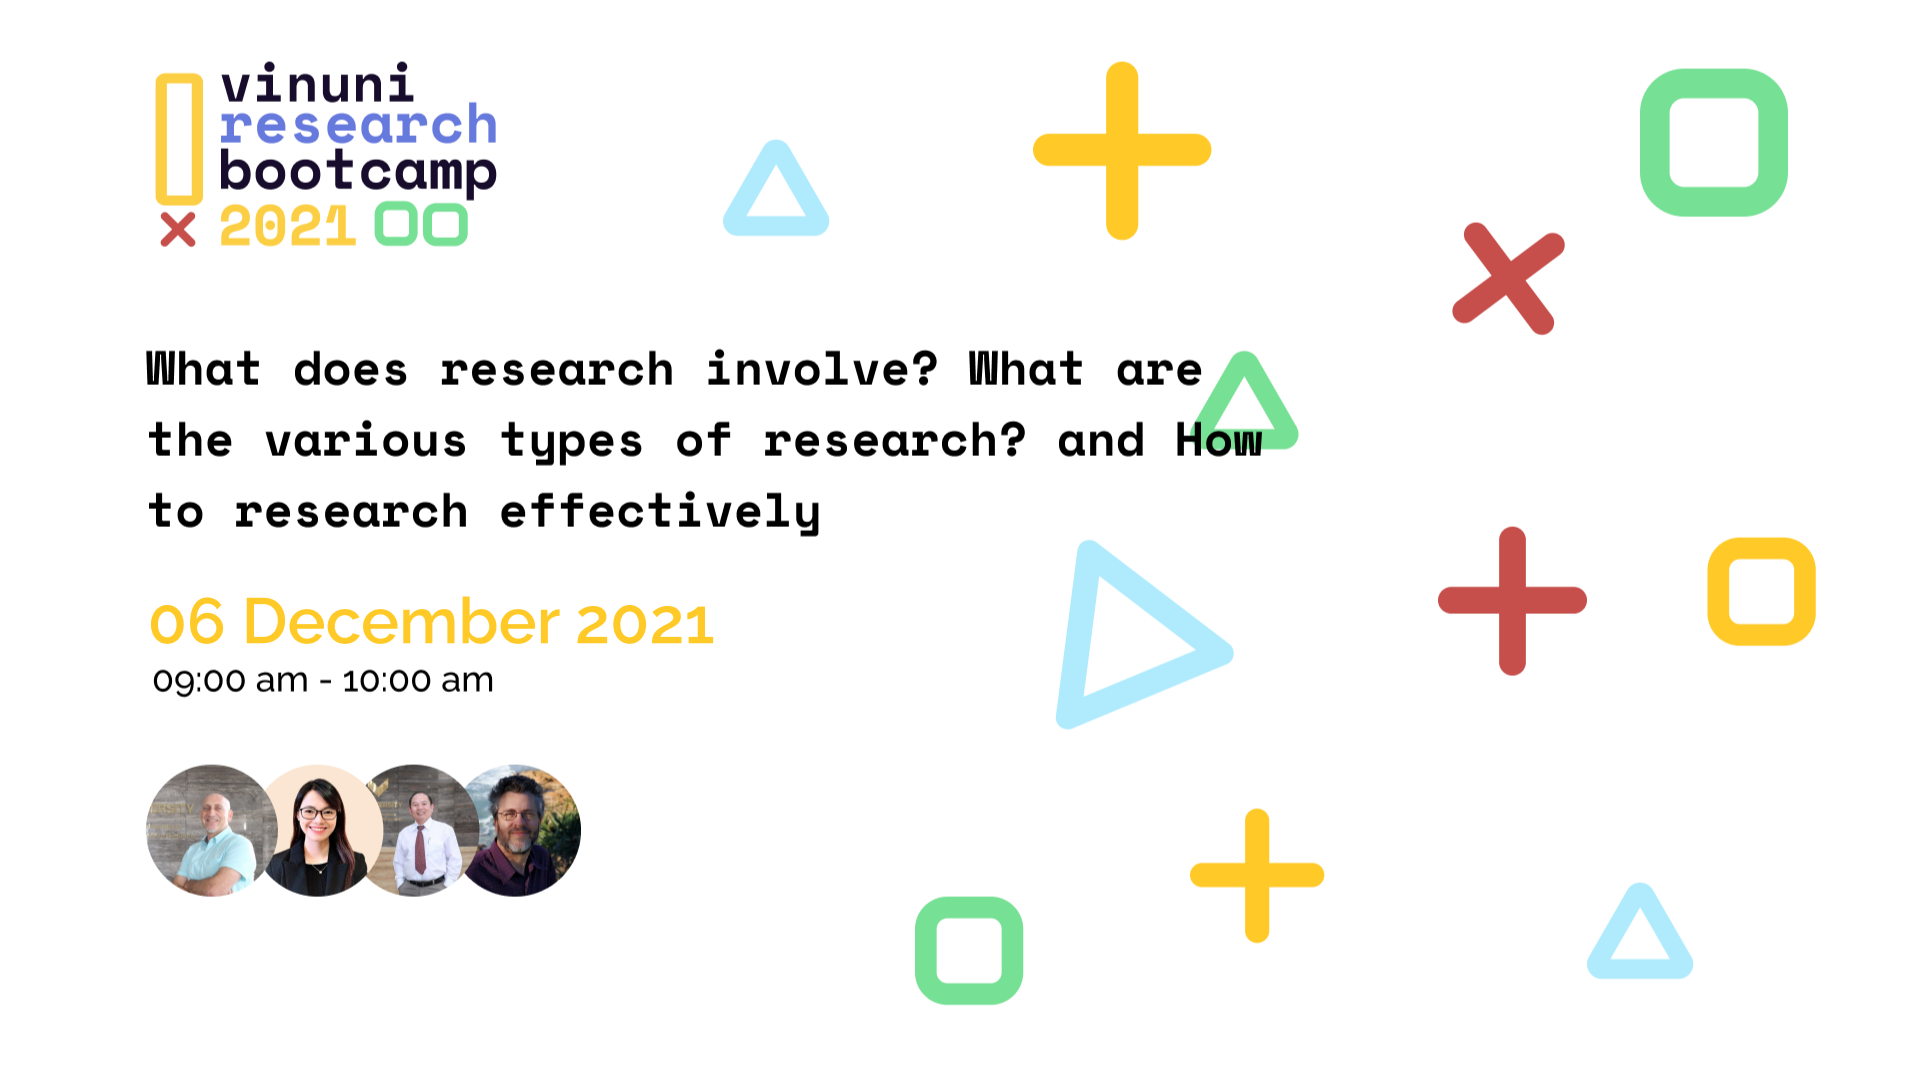 vinuni
research
bootcamp
2021
What does research involve? What are
the various types of research? and How
to research effectively
06 December 2021
09:00 am - 10:00 am